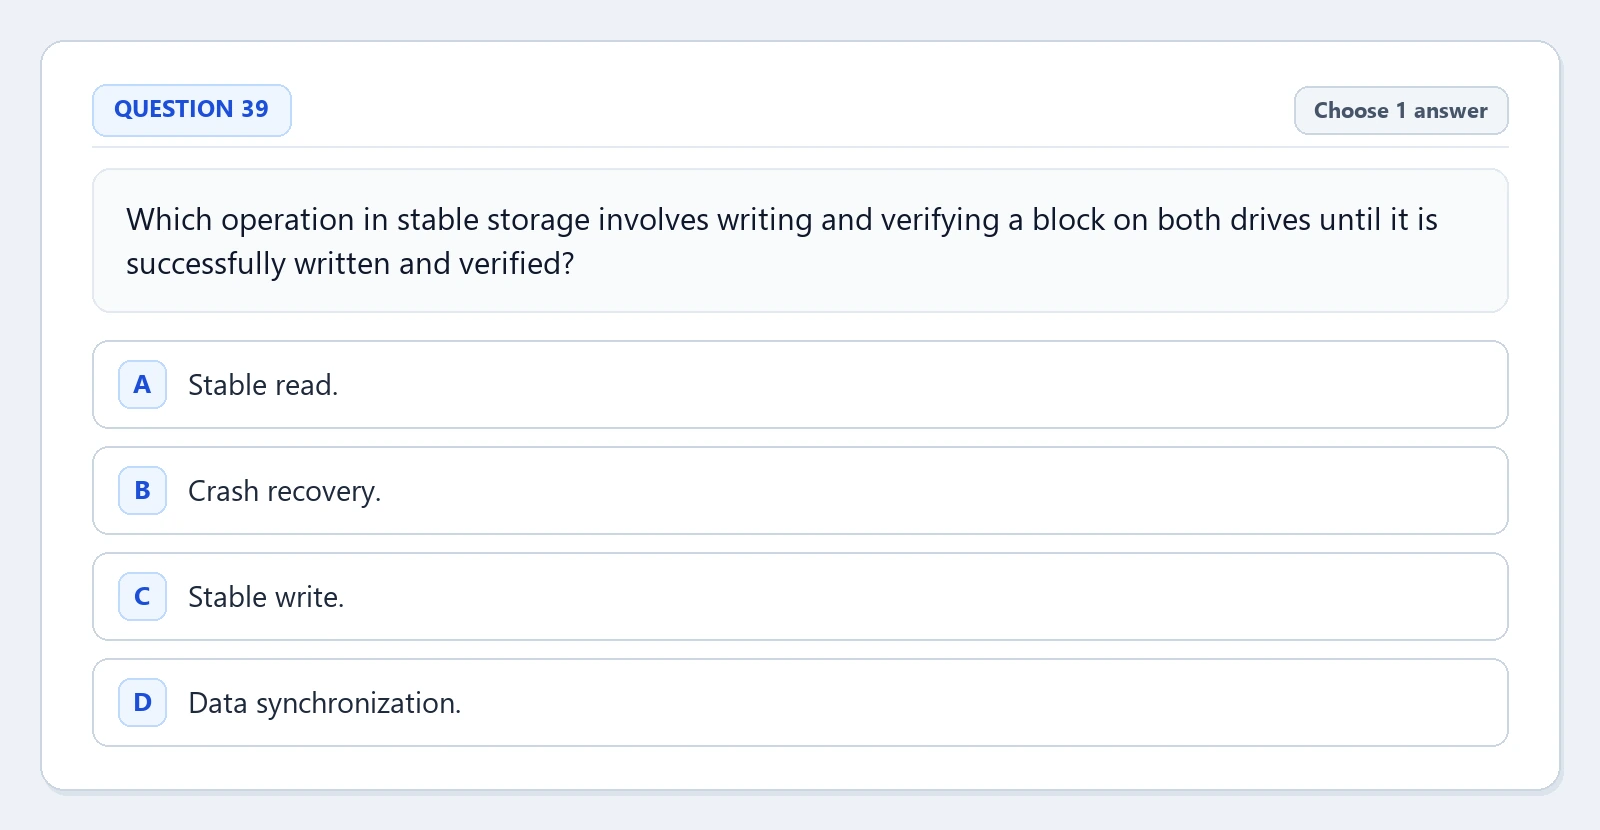 QUESTION 39
Choose 1 answer
Which operation in stable storage involves writing and verifying a block on both drives until it is
successfully written and verified?
A Stable read.
B Crash recovery.
C Stable write.
D Data synchronization.